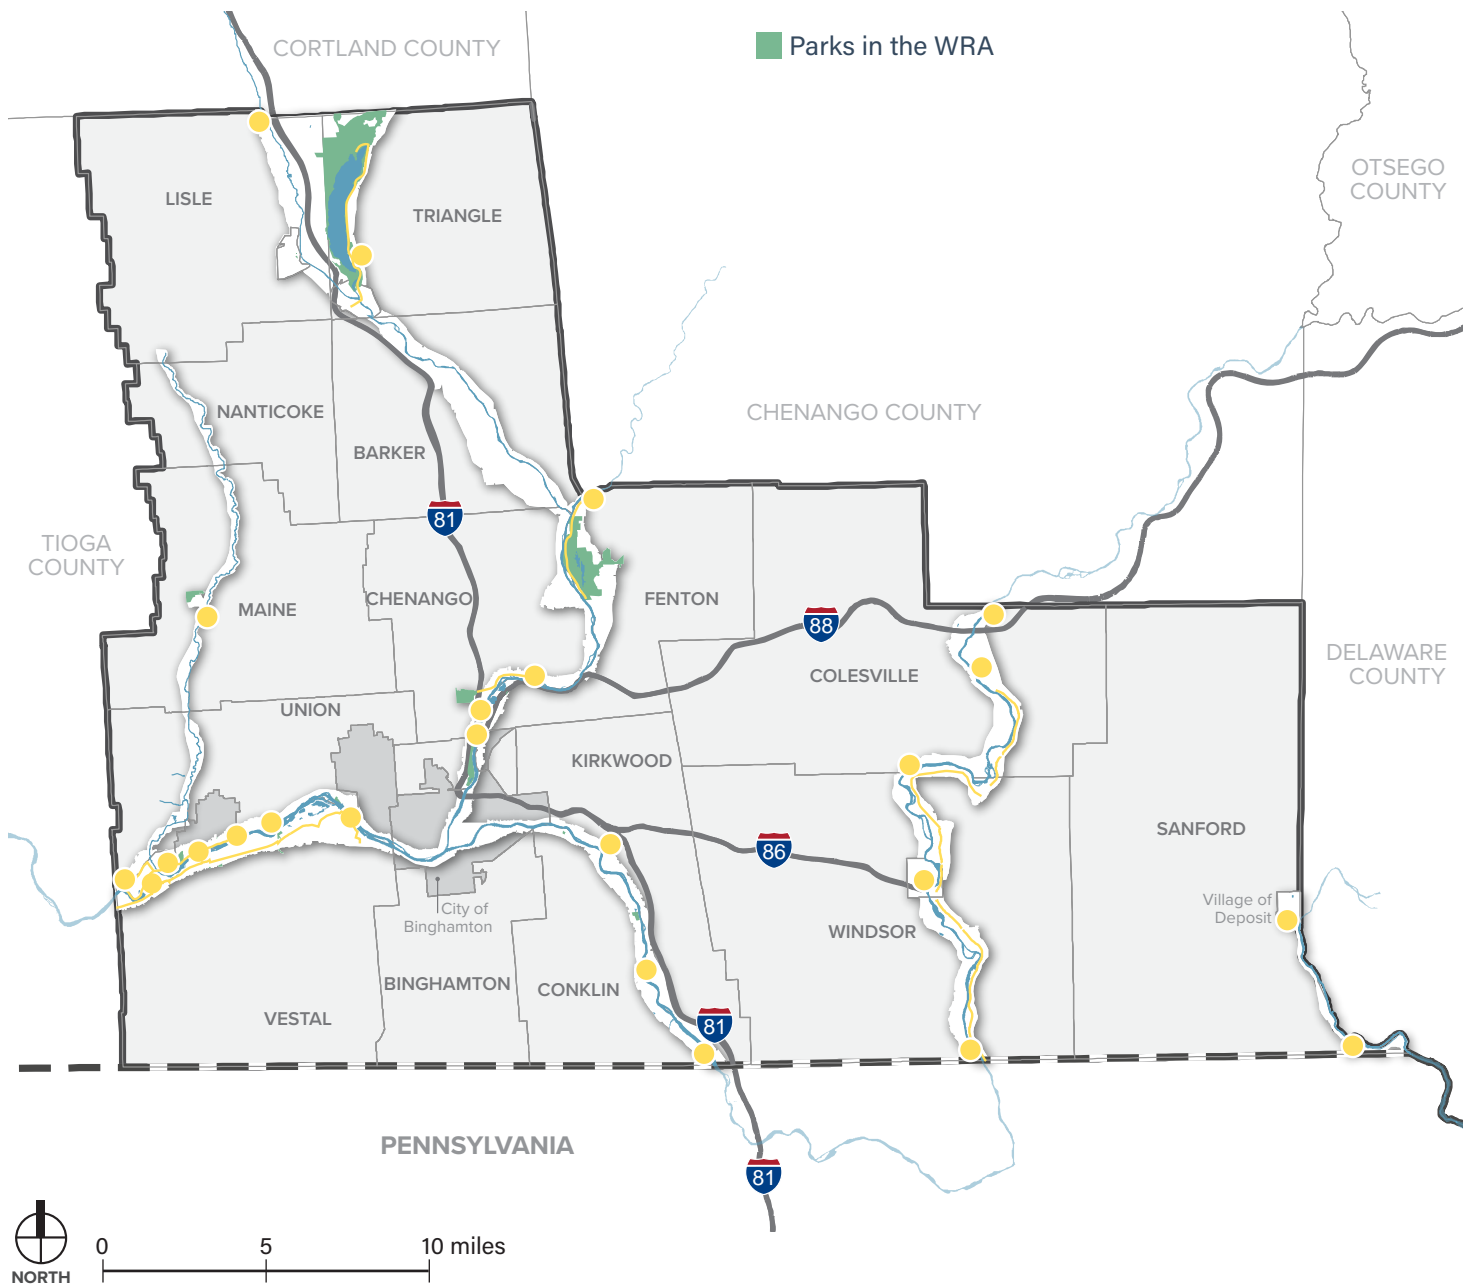 CORTLAND COUNTY
Parks in the WRA
OTSEGO
COUNTY
LISLE
TRIANGLE
NANTICOKE
CHENANGO COUNTY
BARKER
81
TIOGA
COUNTY
MAINE
CHENANGO
FENTON
88
COLESVILLE
DELAWARE
COUNTY
UNION
KIRKWOOD
86
SANFORD
Village of
Deposit
City of
Binghamton
WINDSOR
BINGHAMTON
CONKLIN
VESTAL
81
PENNSYLVANIA
81
0 5 10 miles
NORTH